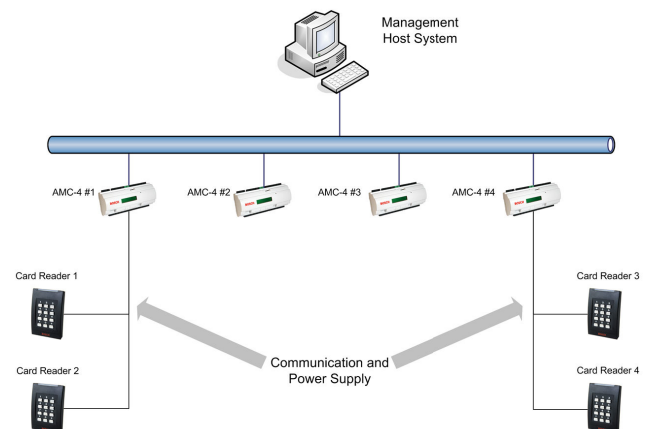 Management
Host System
AMC-4 #1
AMC-4 #2
AMC-4 #3
AMC-4 #4
Card Reader 1
Card Reader 3
Communication and
Power Supply
Card Reader 2
Card Reader 4